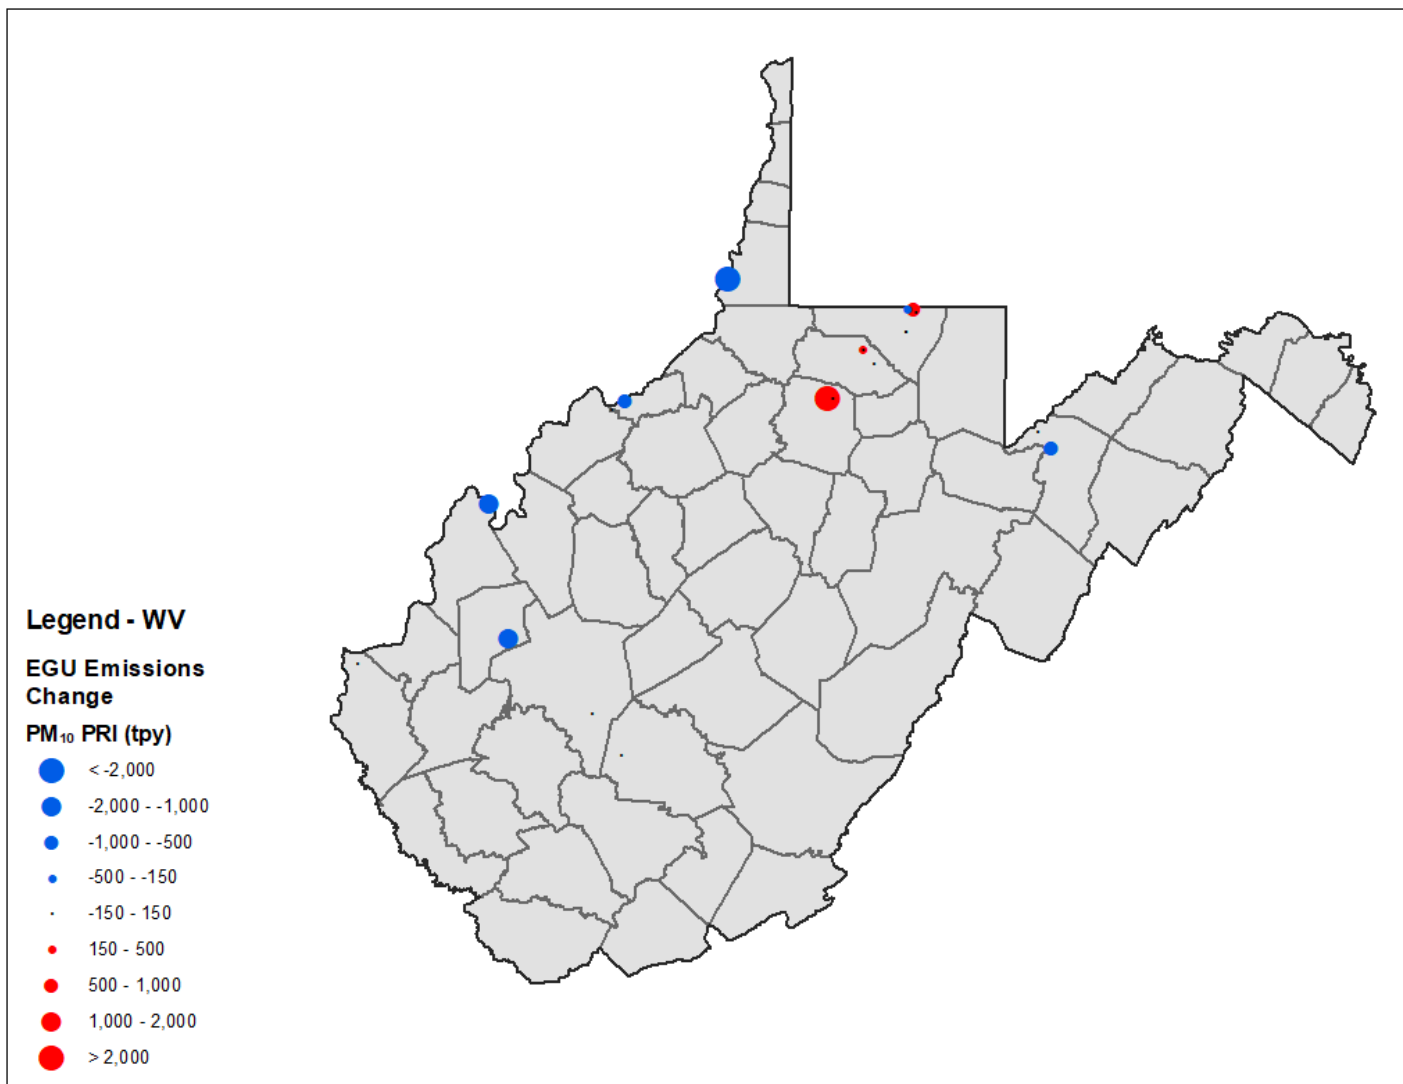 Legend - WV
EGU Emissions
Change
PM₁₀ PRI (tpy)
< -2,000
-2,000 - -1,000
-1,000 - -500
-500 - -150
-150 - 150
150 - 500
500 - 1,000
1,000 - 2,000
> 2,000